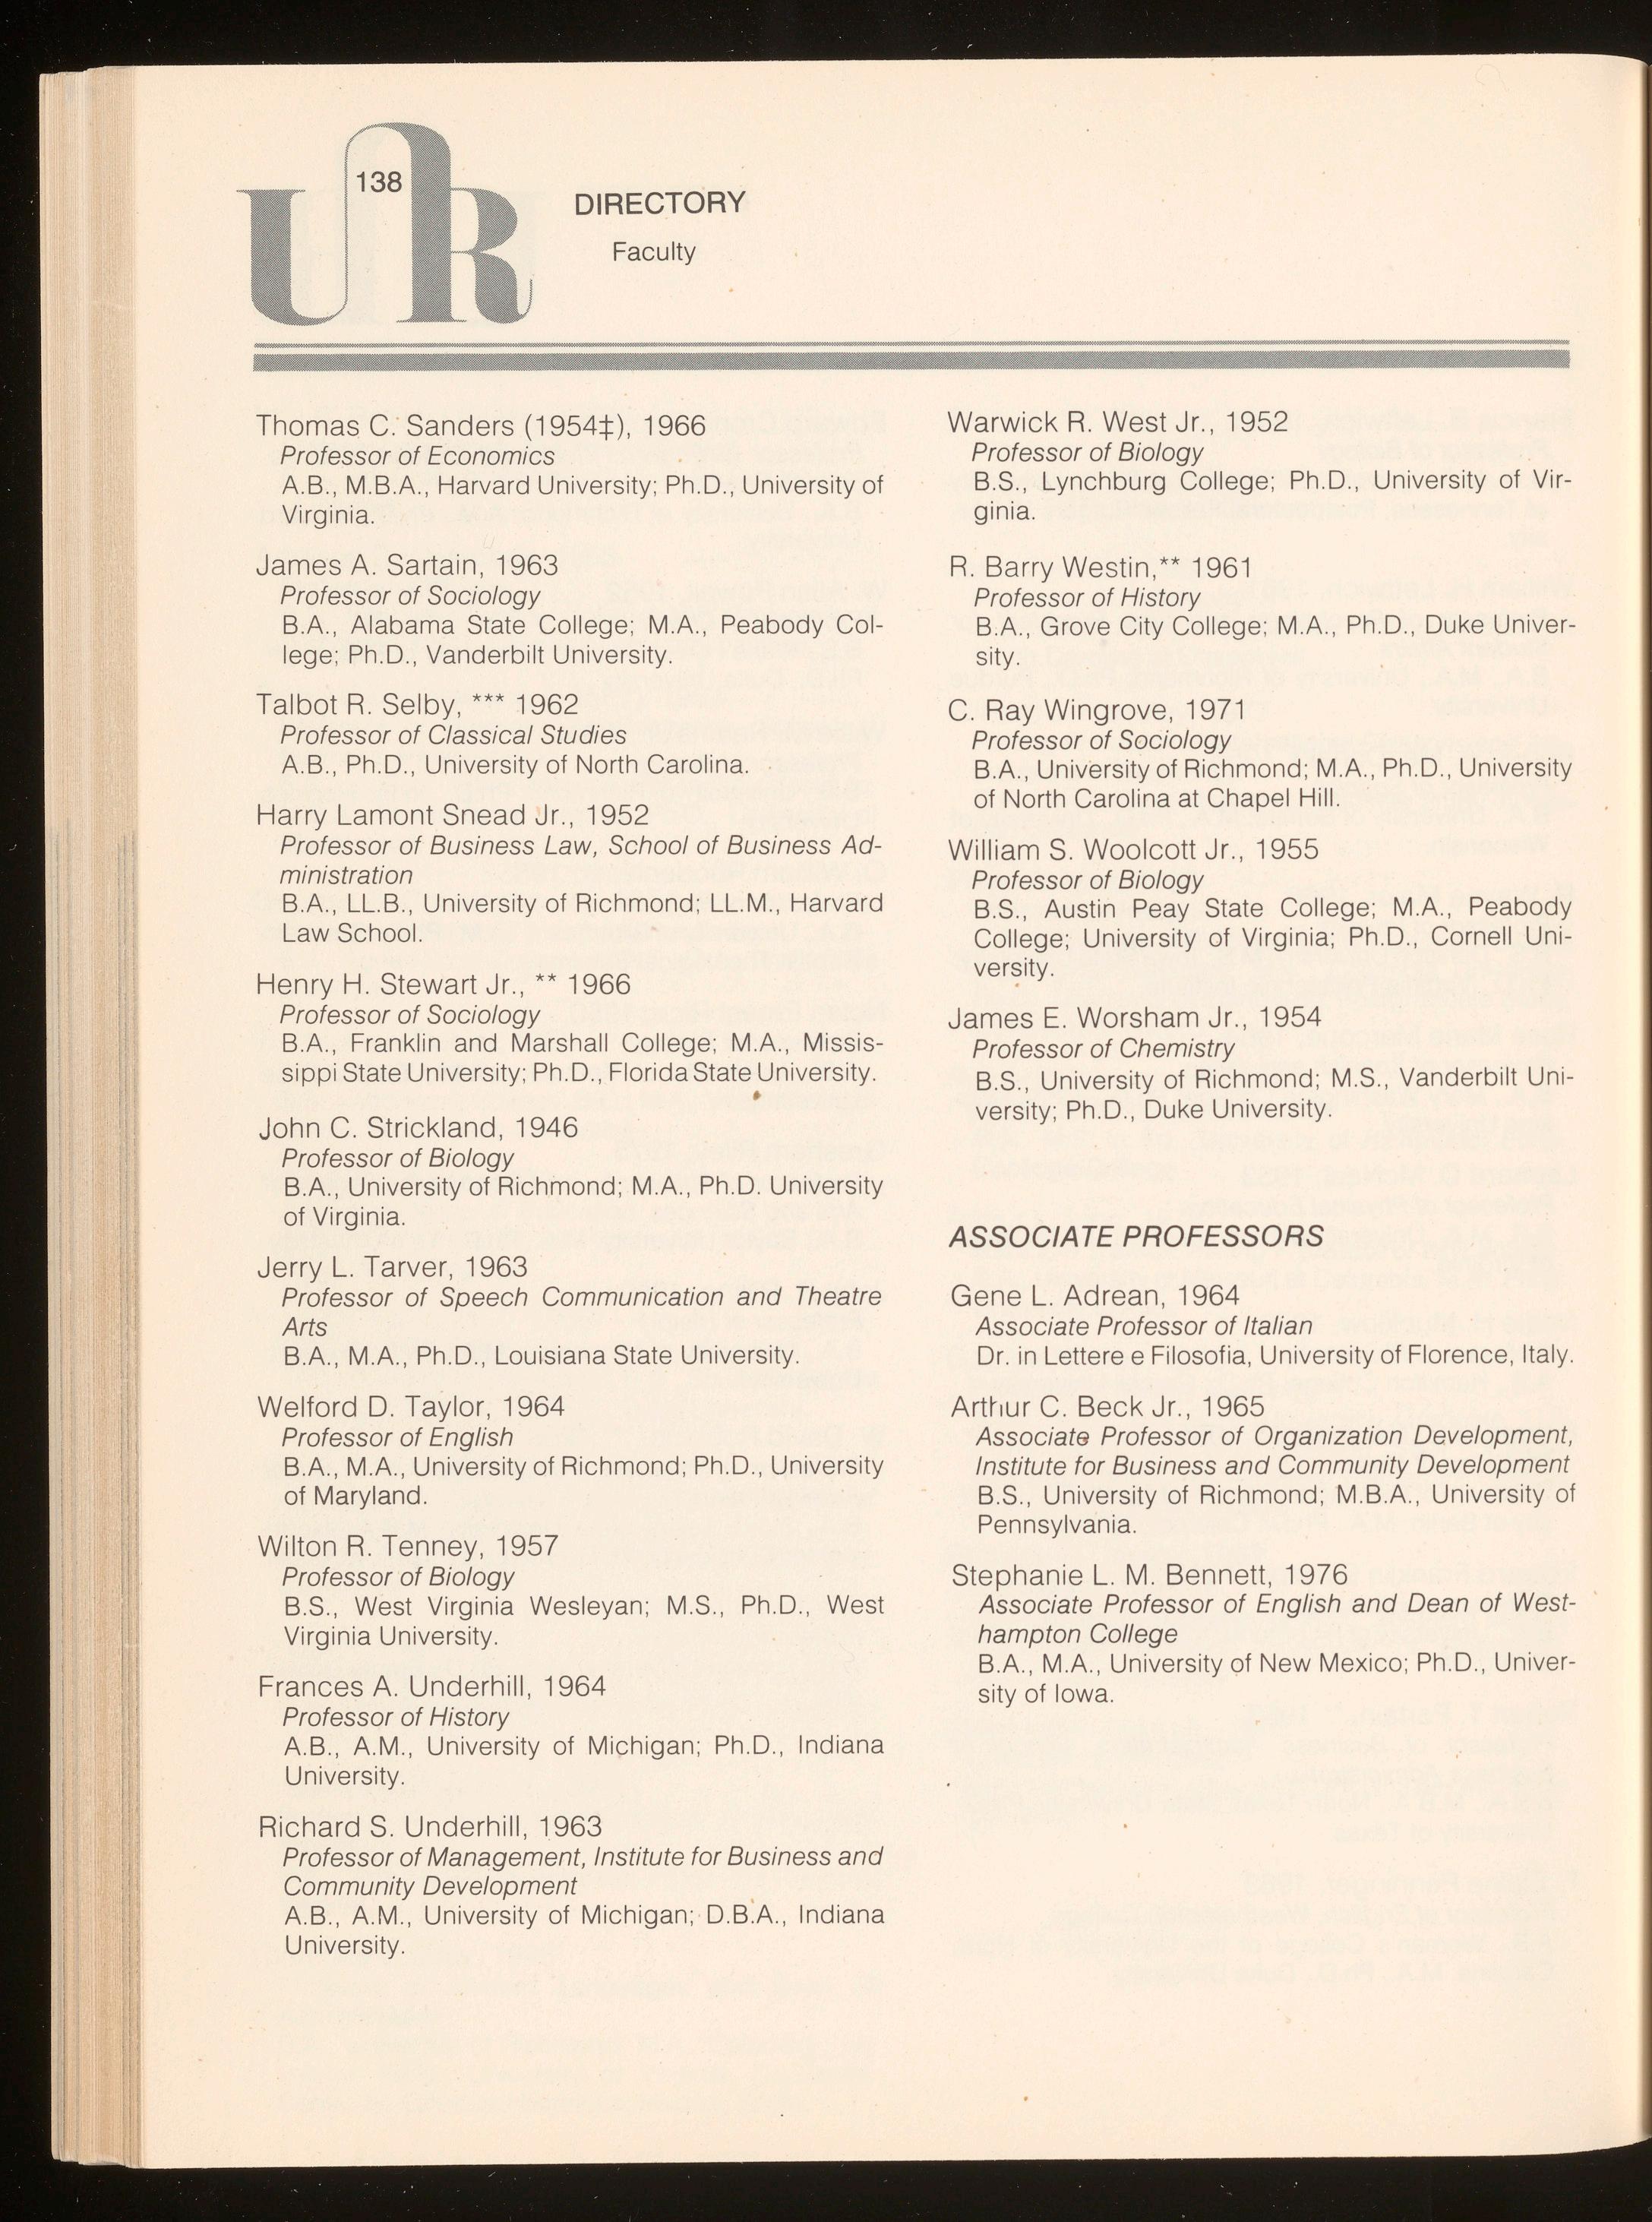 UR
138
DIRECTORY
Faculty
Thomas C. Sanders (1954‡), 1966
Professor of Economics
A.B., M.B.A., Harvard University; Ph.D., University of
Virginia.
James A. Sartain, 1963
Professor of Sociology
B.A., Alabama State College; M.A., Peabody Col-
lege; Ph.D., Vanderbilt University.
Talbot R. Selby, *** 1962
Professor of Classical Studies
A.B., Ph.D., University of North Carolina.
Harry Lamont Snead Jr., 1952
Professor of Business Law, School of Business Ad-
ministration
B.A., LL.B., University of Richmond; LL.M., Harvard
Law School.
Henry H. Stewart Jr., ** 1966
Professor of Sociology
B.A., Franklin and Marshall College; M.A., Missis-
sippi State University; Ph.D., Florida State University.
John C. Strickland, 1946
Professor of Biology
B.A., University of Richmond; M.A., Ph.D. University
of Virginia.
Jerry L. Tarver, 1963
Professor of Speech Communication and Theatre
Arts
B.A., M.A., Ph.D., Louisiana State University.
Welford D. Taylor, 1964
Professor of English
B.A., M.A., University of Richmond; Ph.D., University
of Maryland.
Wilton R. Tenney, 1957
Professor of Biology
B.S., West Virginia Wesleyan; M.S., Ph.D., West
Virginia University.
Frances A. Underhill, 1964
Professor of History
A.B., A.M., University of Michigan; Ph.D., Indiana
University.
Richard S. Underhill, 1963
Professor of Management, Institute for Business and
Community Development
A.B., A.M., University of Michigan; D.B.A., Indiana
University.
Warwick R. West Jr., 1952
Professor of Biology
B.S., Lynchburg College; Ph.D., University of Vir-
ginia.
R. Barry Westin,** 1961
Professor of History
B.A., Grove City College; M.A., Ph.D., Duke Univer-
sity.
C. Ray Wingrove, 1971
Professor of Sociology
B.A., University of Richmond; M.A., Ph.D., University
of North Carolina at Chapel Hill.
William S. Woolcott Jr., 1955
Professor of Biology
B.S., Austin Peay State College; M.A., Peabody
College; University of Virginia; Ph.D., Cornell Uni-
versity.
James E. Worsham Jr., 1954
Professor of Chemistry
B.S., University of Richmond; M.S., Vanderbilt Uni-
versity; Ph.D., Duke University.
ASSOCIATE PROFESSORS
Gene L. Adrean, 1964
Associate Professor of Italian
Dr. in Lettere e Filosofia, University of Florence, Italy.
Arthur C. Beck Jr., 1965
Associate Professor of Organization Development,
Institute for Business and Community Development
B.S., University of Richmond; M.B.A., University of
Pennsylvania.
Stephanie L. M. Bennett, 1976
Associate Professor of English and Dean of West-
hampton College
B.A., M.A., University of New Mexico; Ph.D., Univer-
sity of Iowa.